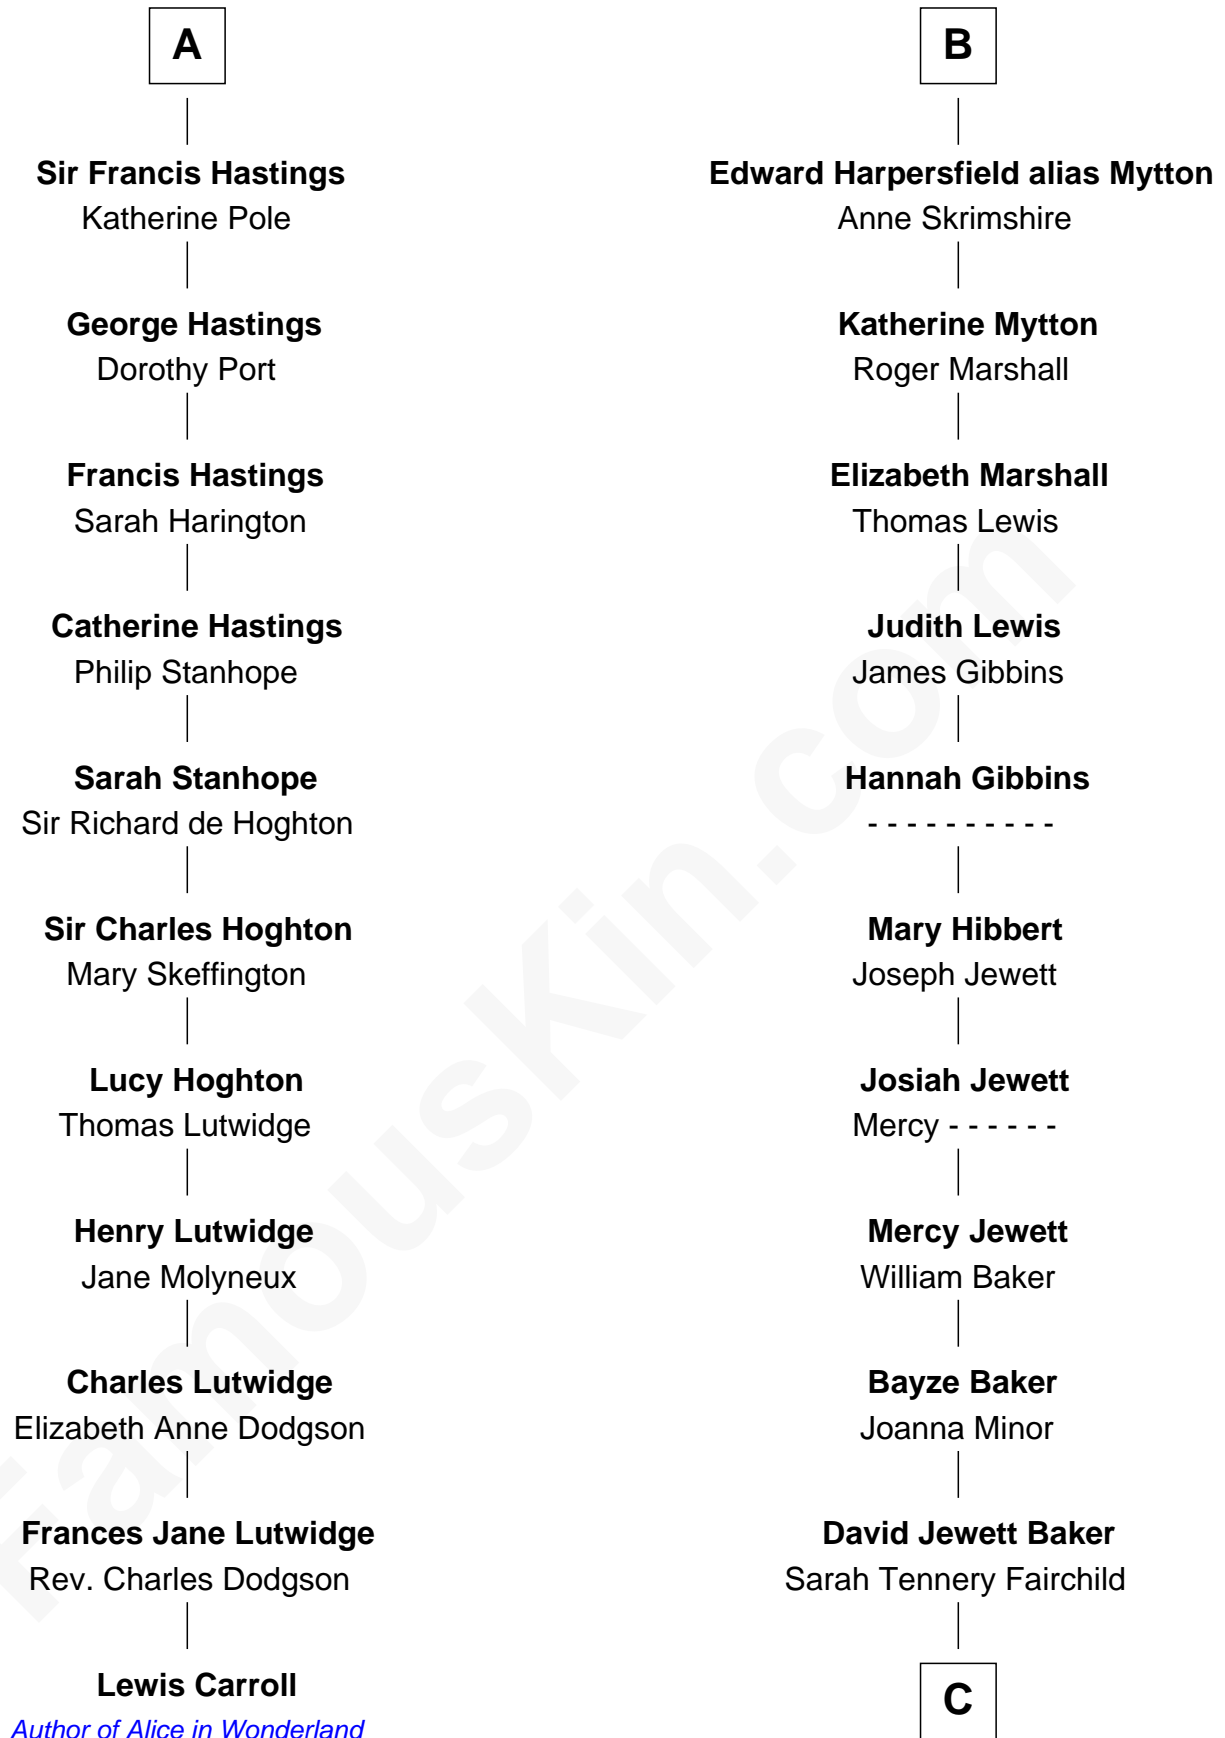 A
Sir Francis Hastings
Katherine Pole
George Hastings
Dorothy Port
Francis Hastings
Sarah Harington
Catherine Hastings
Philip Stanhope
Sarah Stanhope
Sir Richard de Hoghton
Sir Charles Hoghton
Mary Skeffington
Lucy Hoghton
Thomas Lutwidge
Henry Lutwidge
Jane Molyneux
Charles Lutwidge
Elizabeth Anne Dodgson
Frances Jane Lutwidge
Rev. Charles Dodgson
Lewis Carroll
Author of Alice in Wonderland
B
Edward Harpersfield alias Mytton
Anne Skrimshire
Katherine Mytton
Roger Marshall
Elizabeth Marshall
Thomas Lewis
Judith Lewis
James Gibbins
Hannah Gibbins
- - - - - - - - - -
Mary Hibbert
Joseph Jewett
Josiah Jewett
Mercy - - - - - -
Mercy Jewett
William Baker
Bayze Baker
Joanna Minor
David Jewett Baker
Sarah Tennery Fairchild
C
FamousKin.com